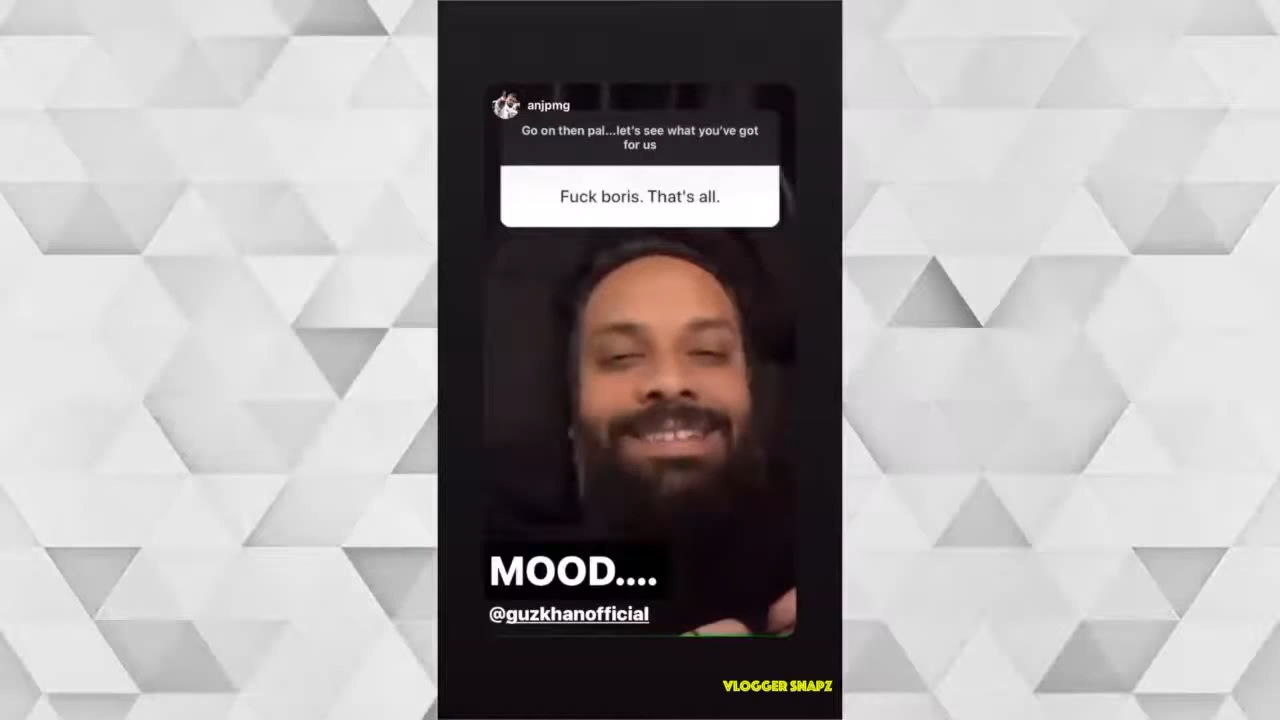 anjpmg
Go on then pal...let's see what you've got
for us
Fuck boris. That's all.
MOOD....
@guzkhanofficial
VLOGGER SNAPZ